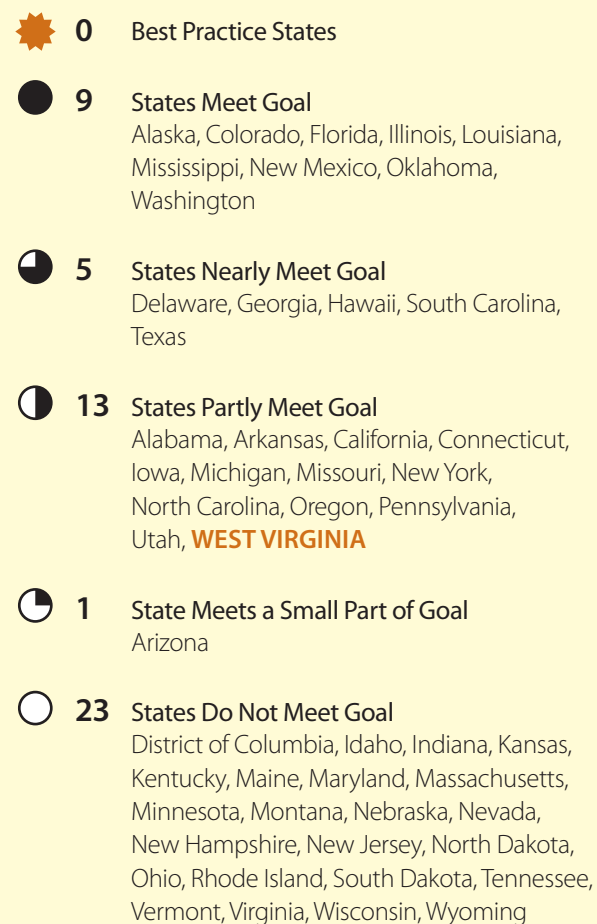 0 Best Practice States
9 States Meet Goal
Alaska, Colorado, Florida, Illinois, Louisiana,
Mississippi, New Mexico, Oklahoma,
Washington
5 States Nearly Meet Goal
Delaware, Georgia, Hawaii, South Carolina,
Texas
13 States Partly Meet Goal
Alabama, Arkansas, California, Connecticut,
Iowa, Michigan, Missouri, New York,
North Carolina, Oregon, Pennsylvania,
Utah, WEST VIRGINIA
1 State Meets a Small Part of Goal
Arizona
23 States Do Not Meet Goal
District of Columbia, Idaho, Indiana, Kansas,
Kentucky, Maine, Maryland, Massachusetts,
Minnesota, Montana, Nebraska, Nevada,
New Hampshire, New Jersey, North Dakota,
Ohio, Rhode Island, South Dakota, Tennessee,
Vermont, Virginia, Wisconsin, Wyoming